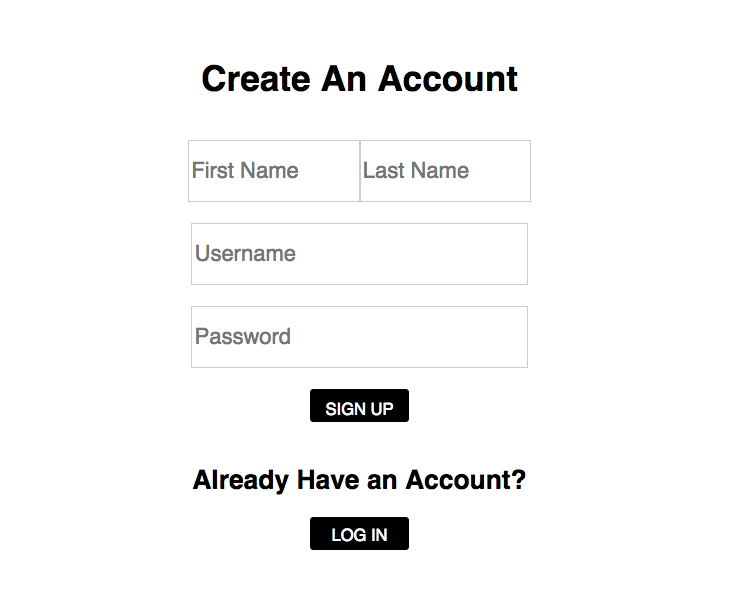 Create An Account
First Name Last Name
Username
Password
SIGN UP
Already Have an Account?
LOG IN